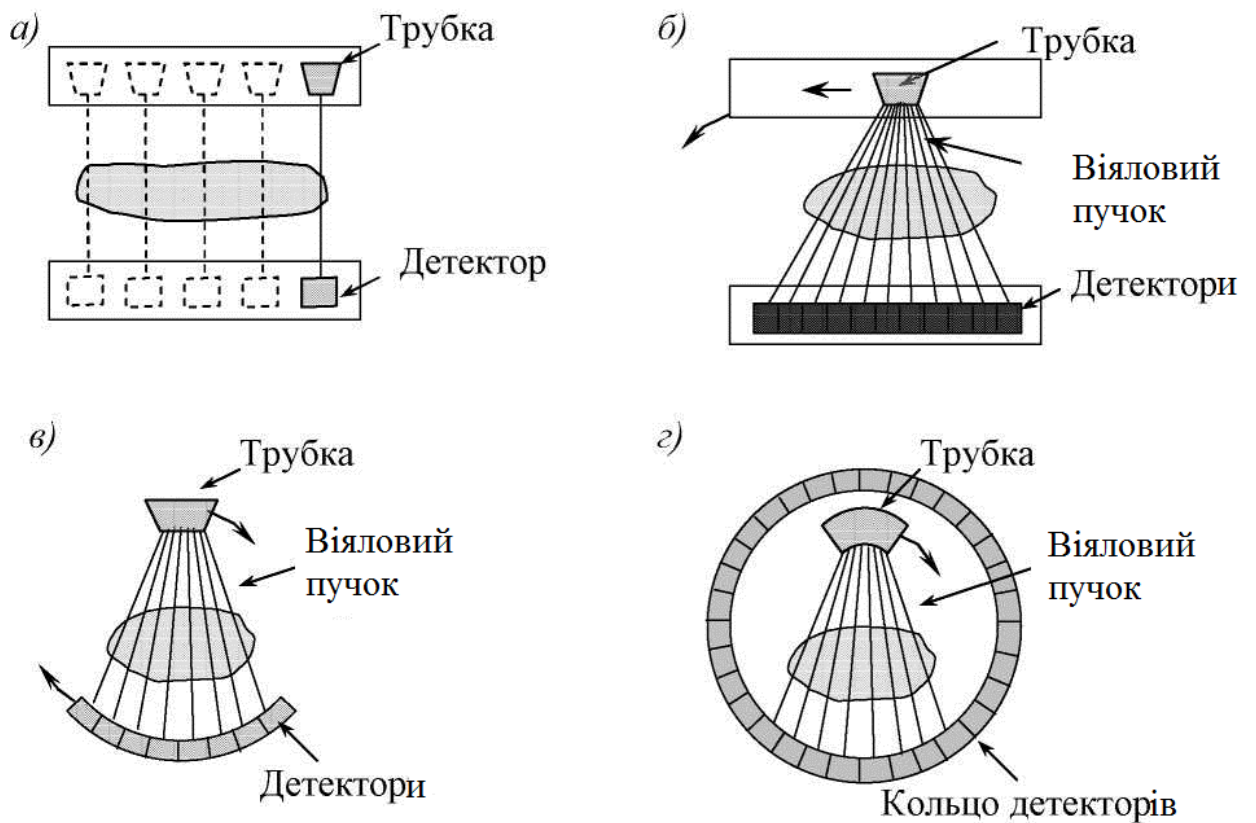 а)
Трубка
Детектор
б)
Трубка
Віяловий
пучок
Детектори
в)
Трубка
Віяловий
пучок
Детектори
г)
Трубка
Віяловий
пучок
Кольцо детекторів